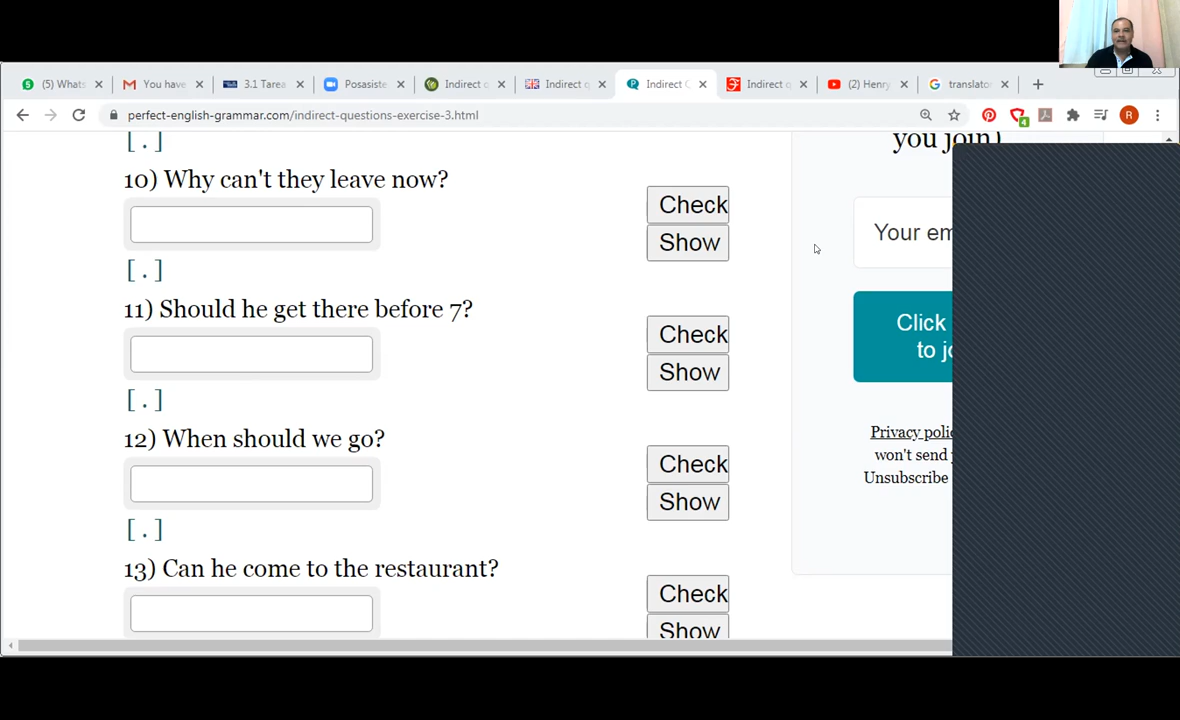 (5) Whats
You have
3.1 Tarea
Posasiste
Indirect q
Indirect q
Indirect Q
Indirect q
(2) Henry
translator
perfect-english-grammar.com/indirect-questions-exercise-3.html
4
R
[ . ]
you join)
10) Why can't they leave now?
Check
Show
Your em
[ . ]
11) Should he get there before 7?
Check
Show
Click
to jo
[ . ]
12) When should we go?
Check
Show
Privacy polic
won't send y
Unsubscribe
[ . ]
13) Can he come to the restaurant?
Check
Show